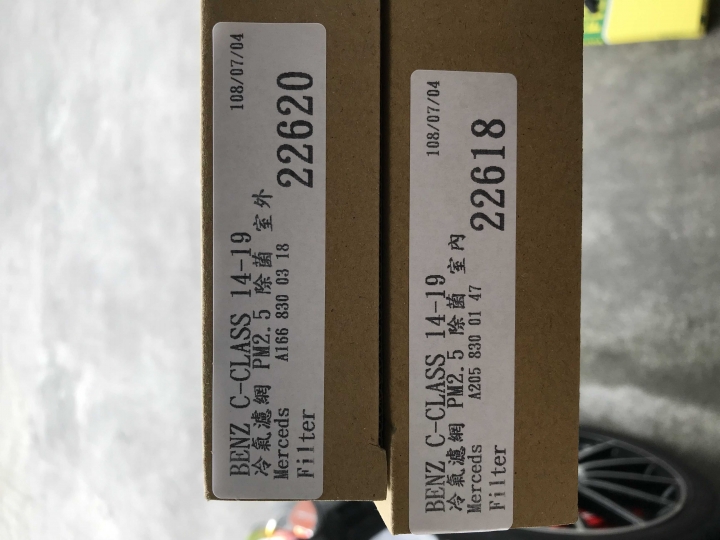 BENZ C-CLASS 14-19 108/07/04
冷氣濾網 PM2.5 除菌 室外
Merceds A166 830 03 18 22620
Filter
BENZ C-CLASS 14-19 108/07/04
冷氣濾網 PM2.5 除菌 室內
Merceds A205 830 01 47 22618
Filter